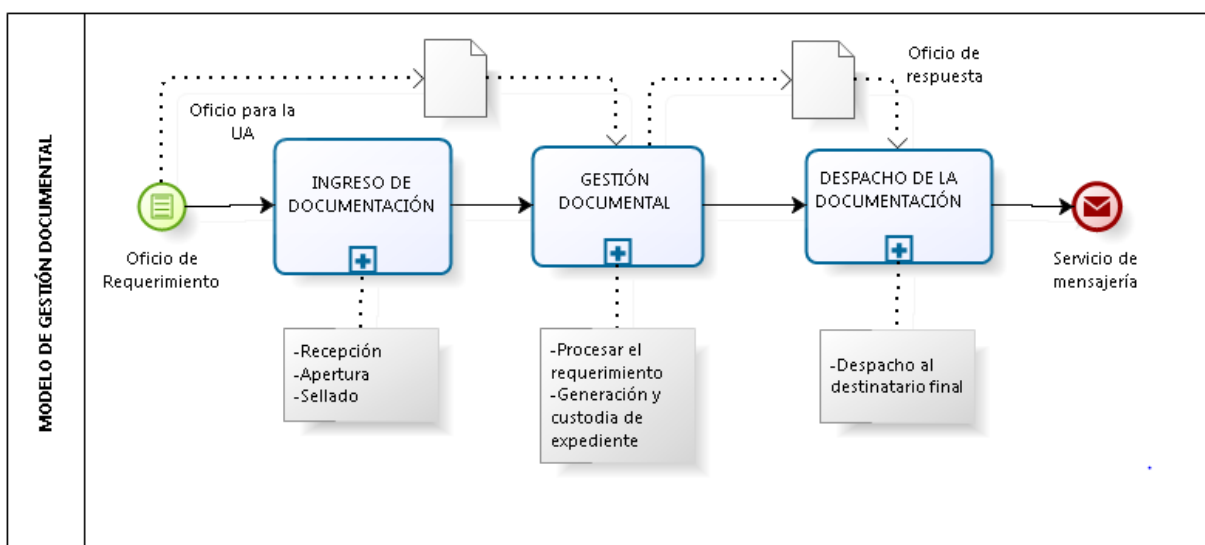 MODELO DE GESTIÓN DOCUMENTAL
Oficio para la
UA
Oficio de
respuesta
Oficio de
Requerimiento
INGRESO DE
DOCUMENTACIÓN
GESTIÓN
DOCUMENTAL
DESPACHO DE LA
DOCUMENTACIÓN
Servicio de
mensajería
-Recepción
-Apertura
-Sellado
-Procesar el
requerimiento
-Generación y
custodia de
expediente
-Despacho al
destinatario final